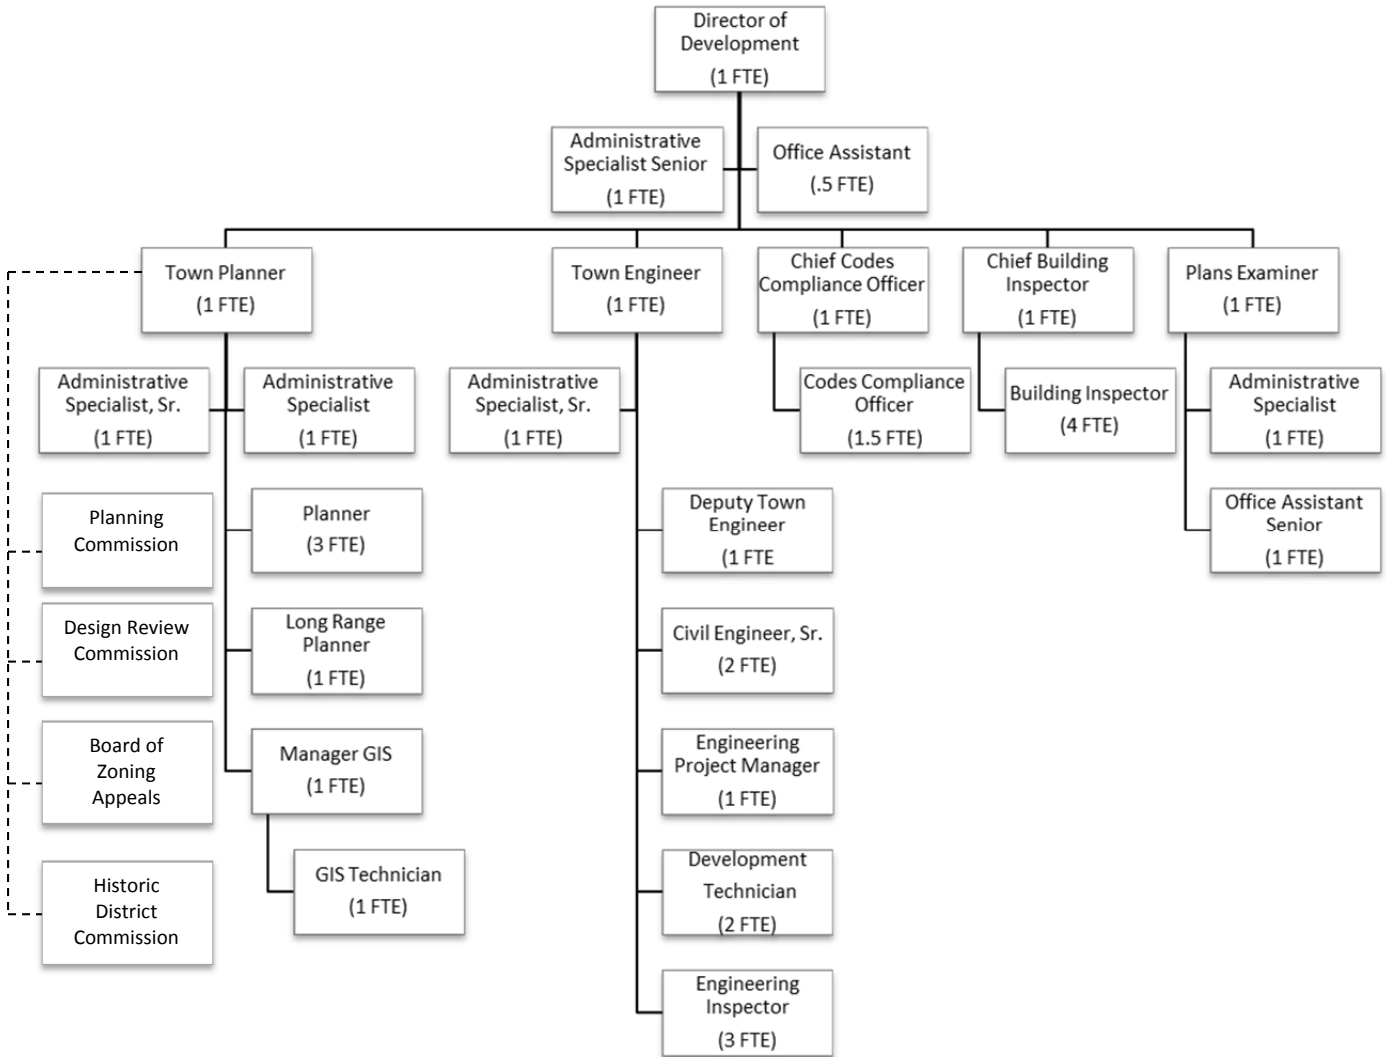 Director of
Development
(1 FTE)
Administrative
Specialist Senior
(1 FTE)
Office Assistant
(.5 FTE)
Town Planner
(1 FTE)
Town Engineer
(1 FTE)
Chief Codes
Compliance Officer
(1 FTE)
Chief Building
Inspector
(1 FTE)
Plans Examiner
(1 FTE)
Administrative
Specialist, Sr.
(1 FTE)
Administrative
Specialist
(1 FTE)
Administrative
Specialist, Sr.
(1 FTE)
Codes Compliance
Officer
(1.5 FTE)
Building Inspector
(4 FTE)
Administrative
Specialist
(1 FTE)
Planning
Commission
Planner
(3 FTE)
Deputy Town
Engineer
(1 FTE
Office Assistant
Senior
(1 FTE)
Design Review
Commission
Long Range
Planner
(1 FTE)
Civil Engineer, Sr.
(2 FTE)
Board of
Zoning
Appeals
Manager GIS
(1 FTE)
Engineering
Project Manager
(1 FTE)
Historic
District
Commission
GIS Technician
(1 FTE)
Development
Technician
(2 FTE)
Engineering
Inspector
(3 FTE)